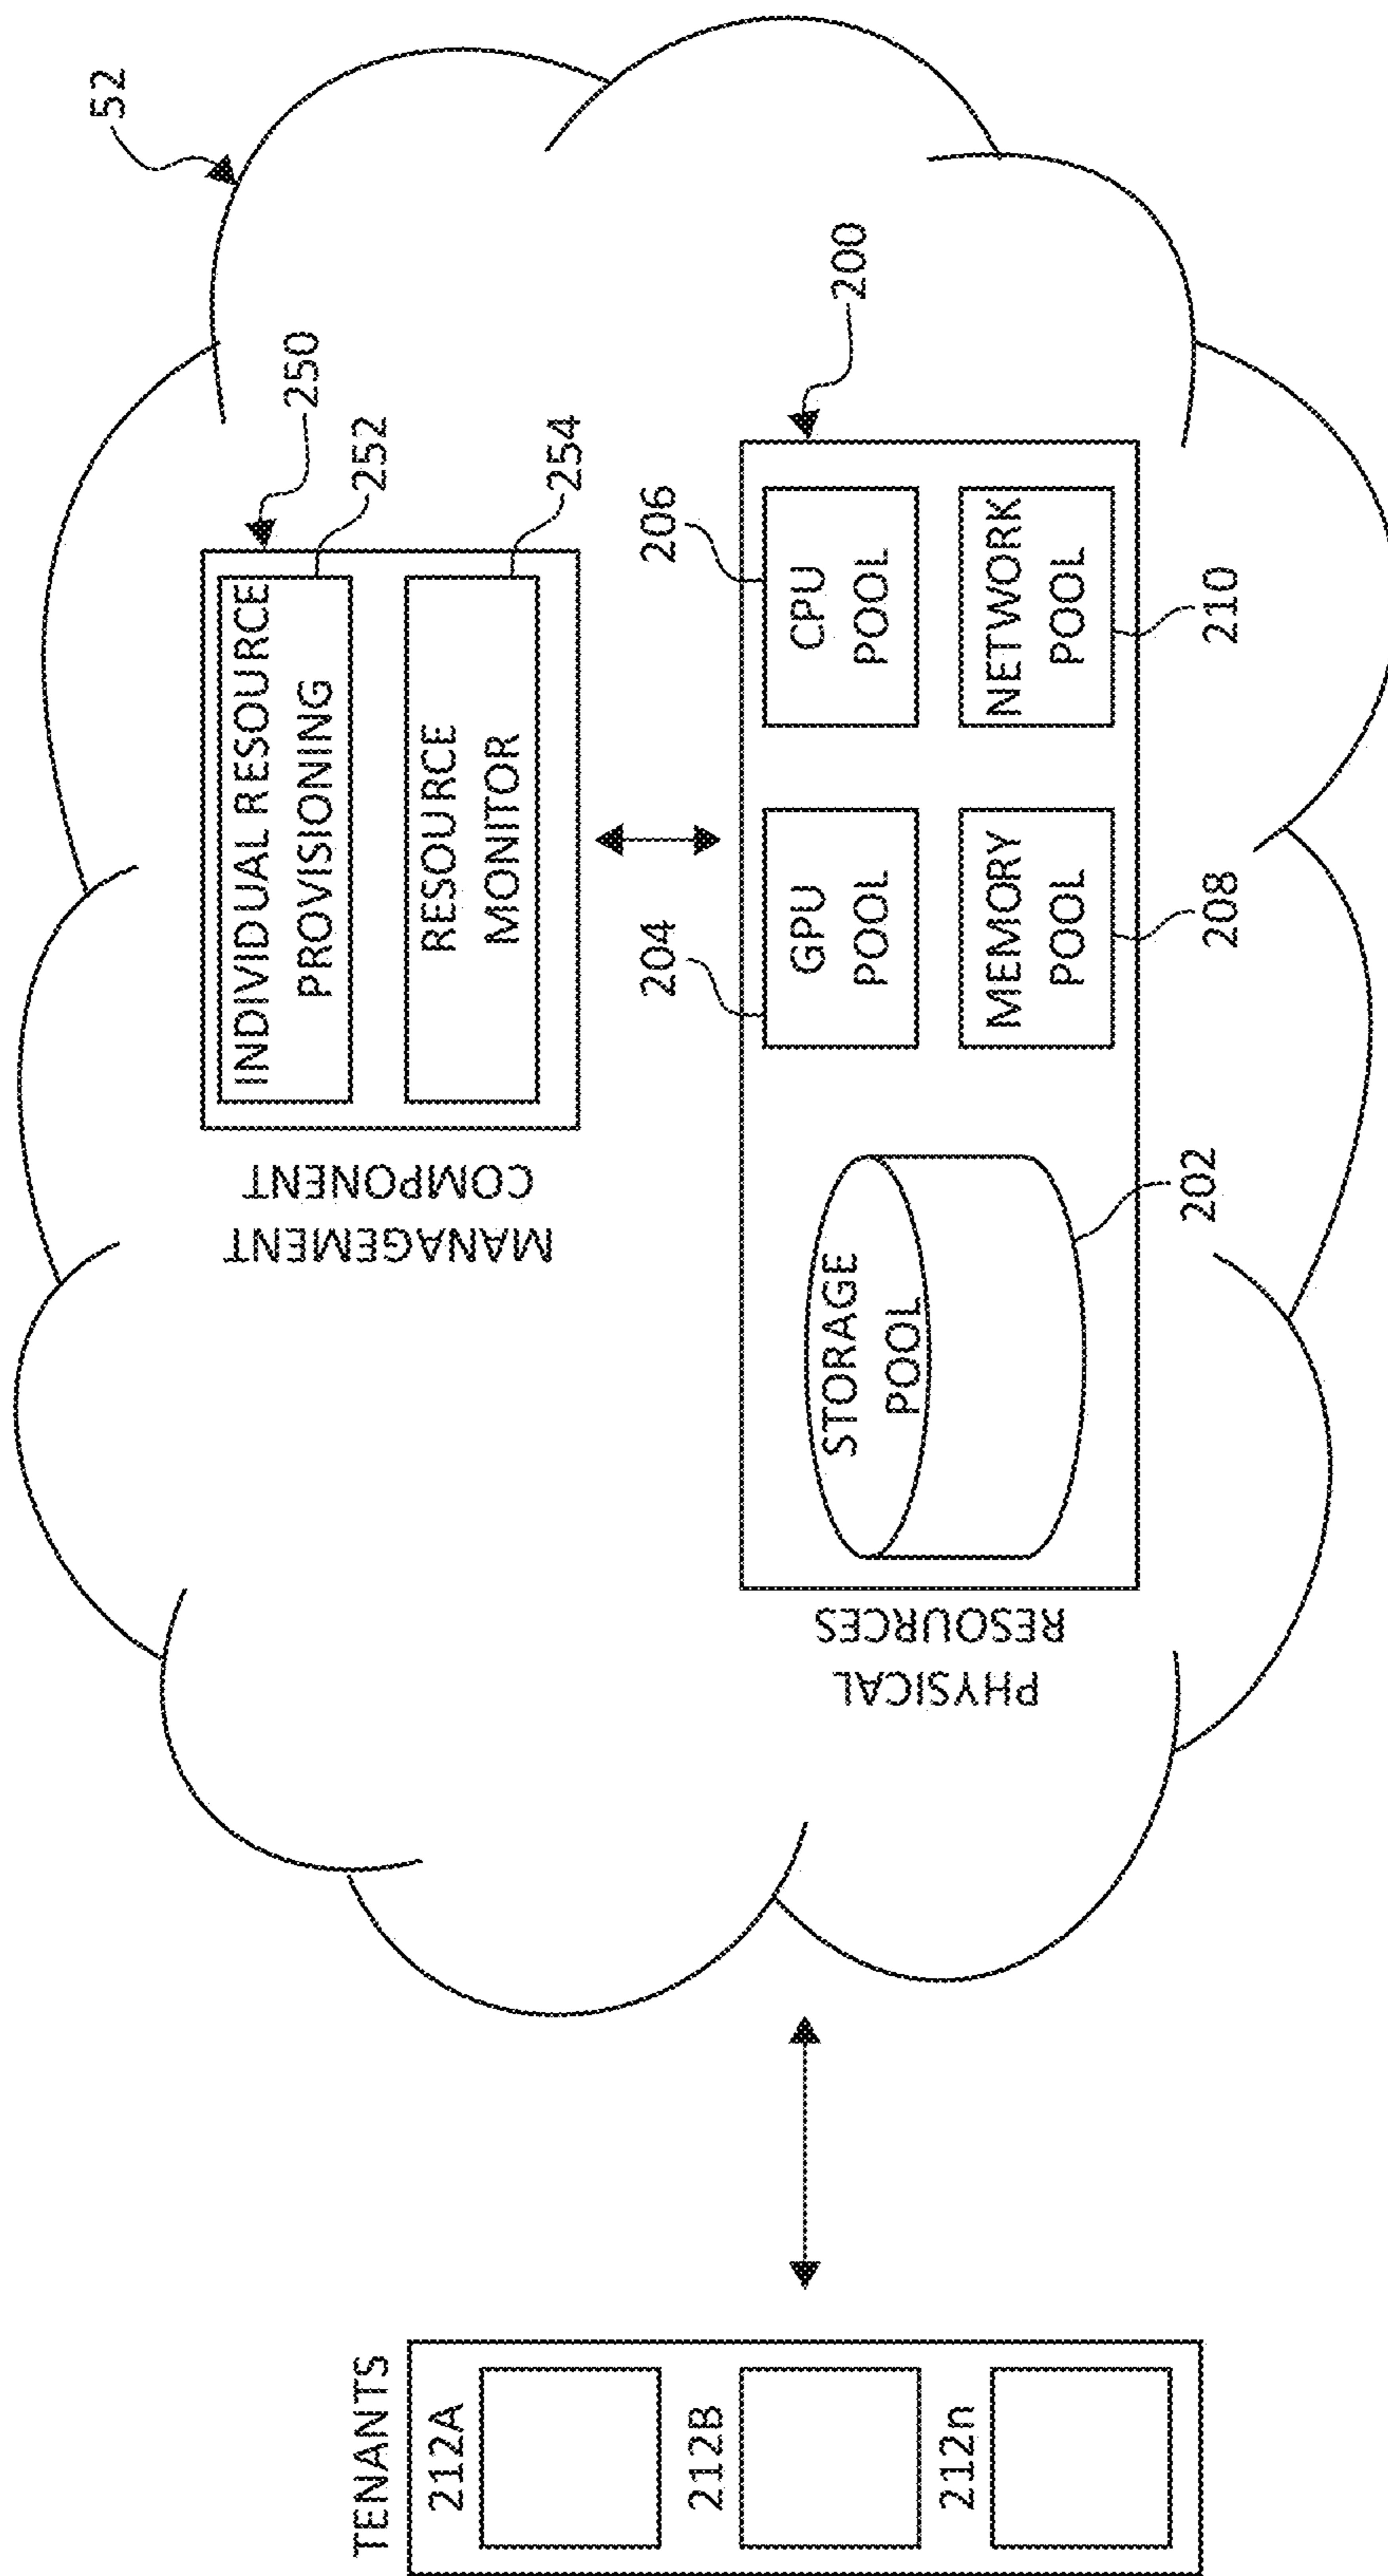 52
250
INDIVIDUAL RESOURCE
PROVISIONING
252
RESOURCE
MONITOR
254
MANAGEMENT
COMPONENT
200
206
CPU
POOL
204
GPU
POOL
NETWORK
POOL
210
MEMORY
POOL
208
STORAGE
POOL
202
PHYSICAL
RESOURCES
TENANTS
212A
212B
212n